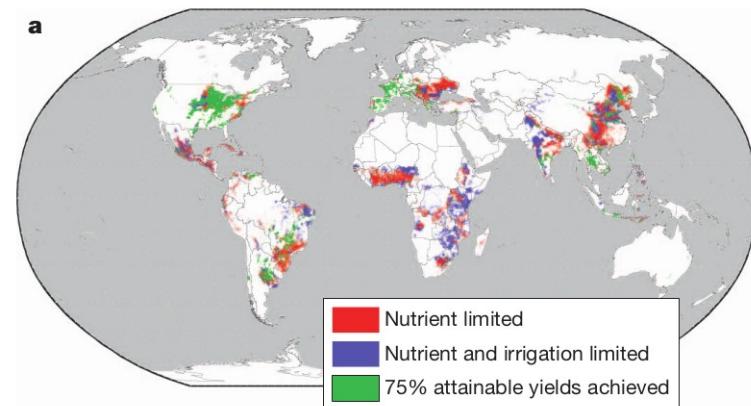 a
Nutrient limited
Nutrient and irrigation limited
75% attainable yields achieved